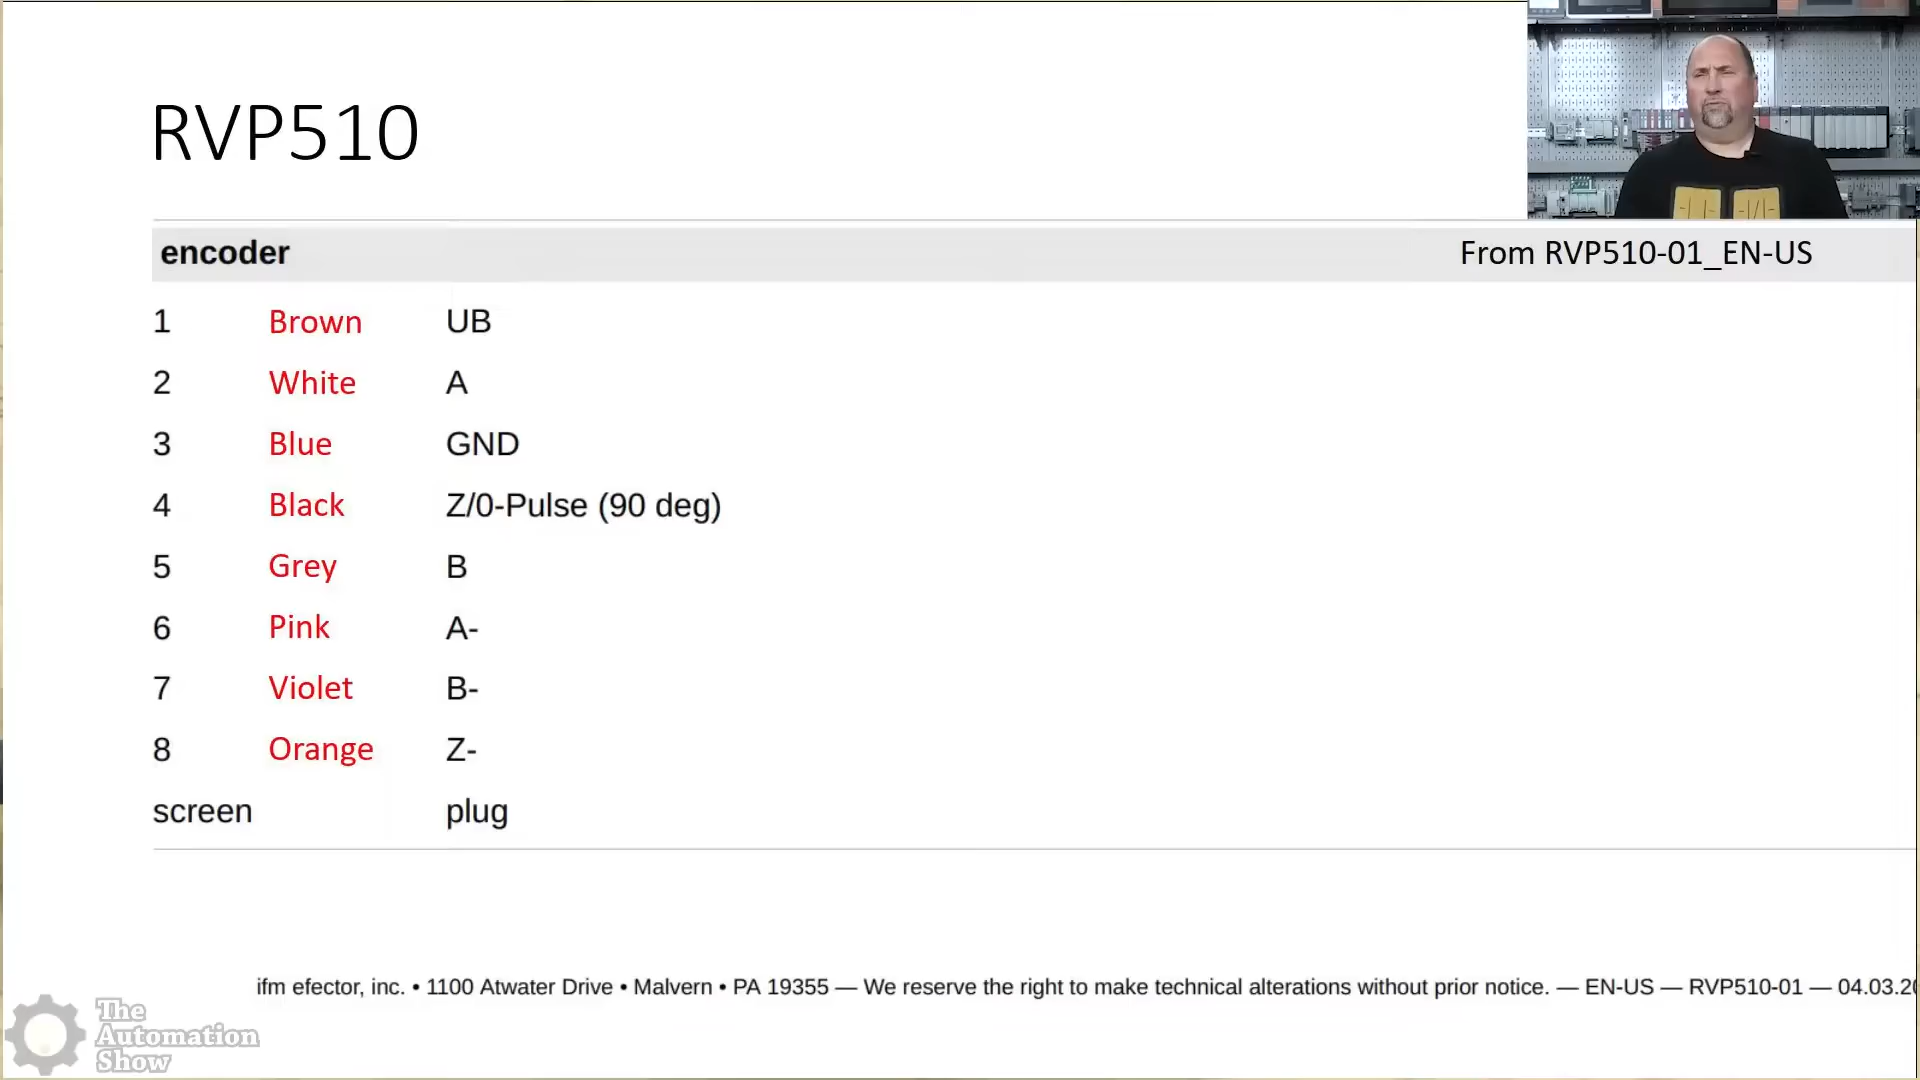 RVP510
encoder From RVP510-01_EN-US
1 Brown UB
2 White A
3 Blue GND
4 Black Z/0-Pulse (90 deg)
5 Grey B
6 Pink A-
7 Violet B-
8 Orange Z-
screen plug
ifm efector, inc. • 1100 Atwater Drive • Malvern • PA 19355 — We reserve the right to make technical alterations without prior notice. — EN-US — RVP510-01 — 04.03.20
The
Automation
Show